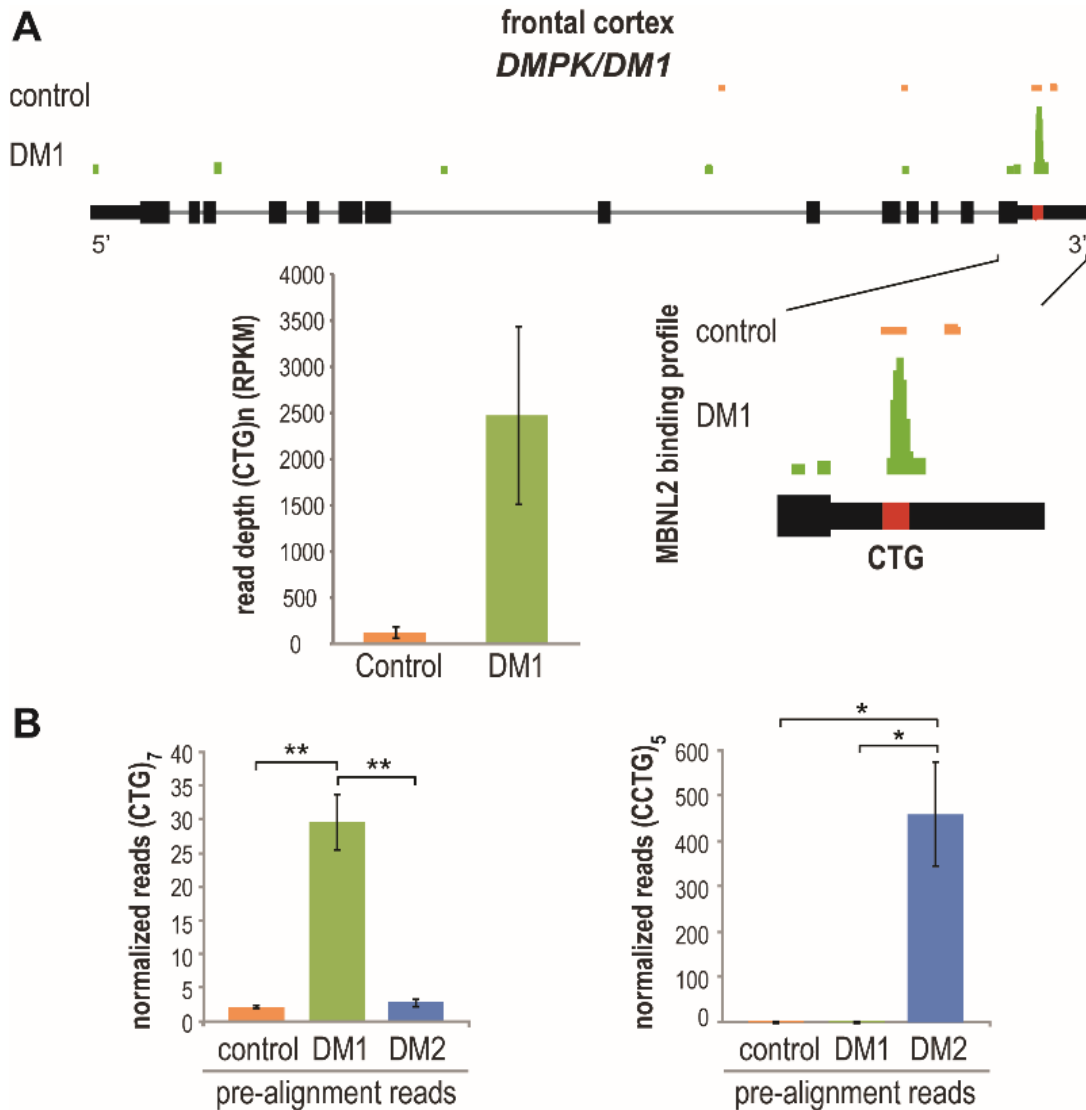 A
frontal cortex
DMPK/DM1
control
DM1
5’
3’
read depth (CTG)n (RPKM)
4000
3500
3000
2500
2000
1500
1000
500
0
Control
DM1
MBNL2 binding profile
control
DM1
CTG
B
normalized reads (CTG)7
40
35
30
25
20
15
10
5
0
**
**
control DM1 DM2
pre-alignment reads
normalized reads (CCTG)5
600
500
400
300
200
100
0
*
*
control DM1 DM2
pre-alignment reads